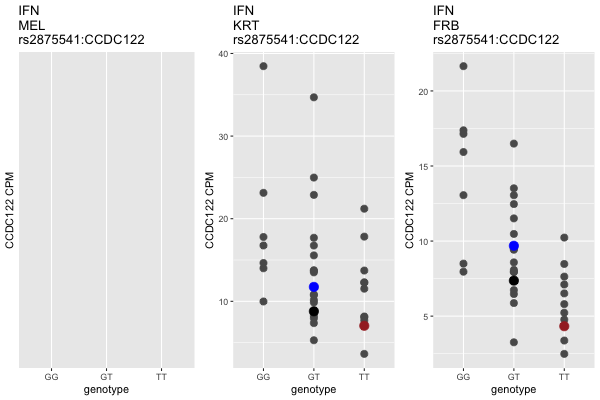 IFN
MEL
rs2875541:CCDC122
CCDC122 CPM
GG GT TT
genotype
IFN
KRT
rs2875541:CCDC122
CCDC122 CPM
40
30
20
10
GG GT TT
genotype
IFN
FRB
rs2875541:CCDC122
CCDC122 CPM
20
15
10
5
GG GT TT
genotype